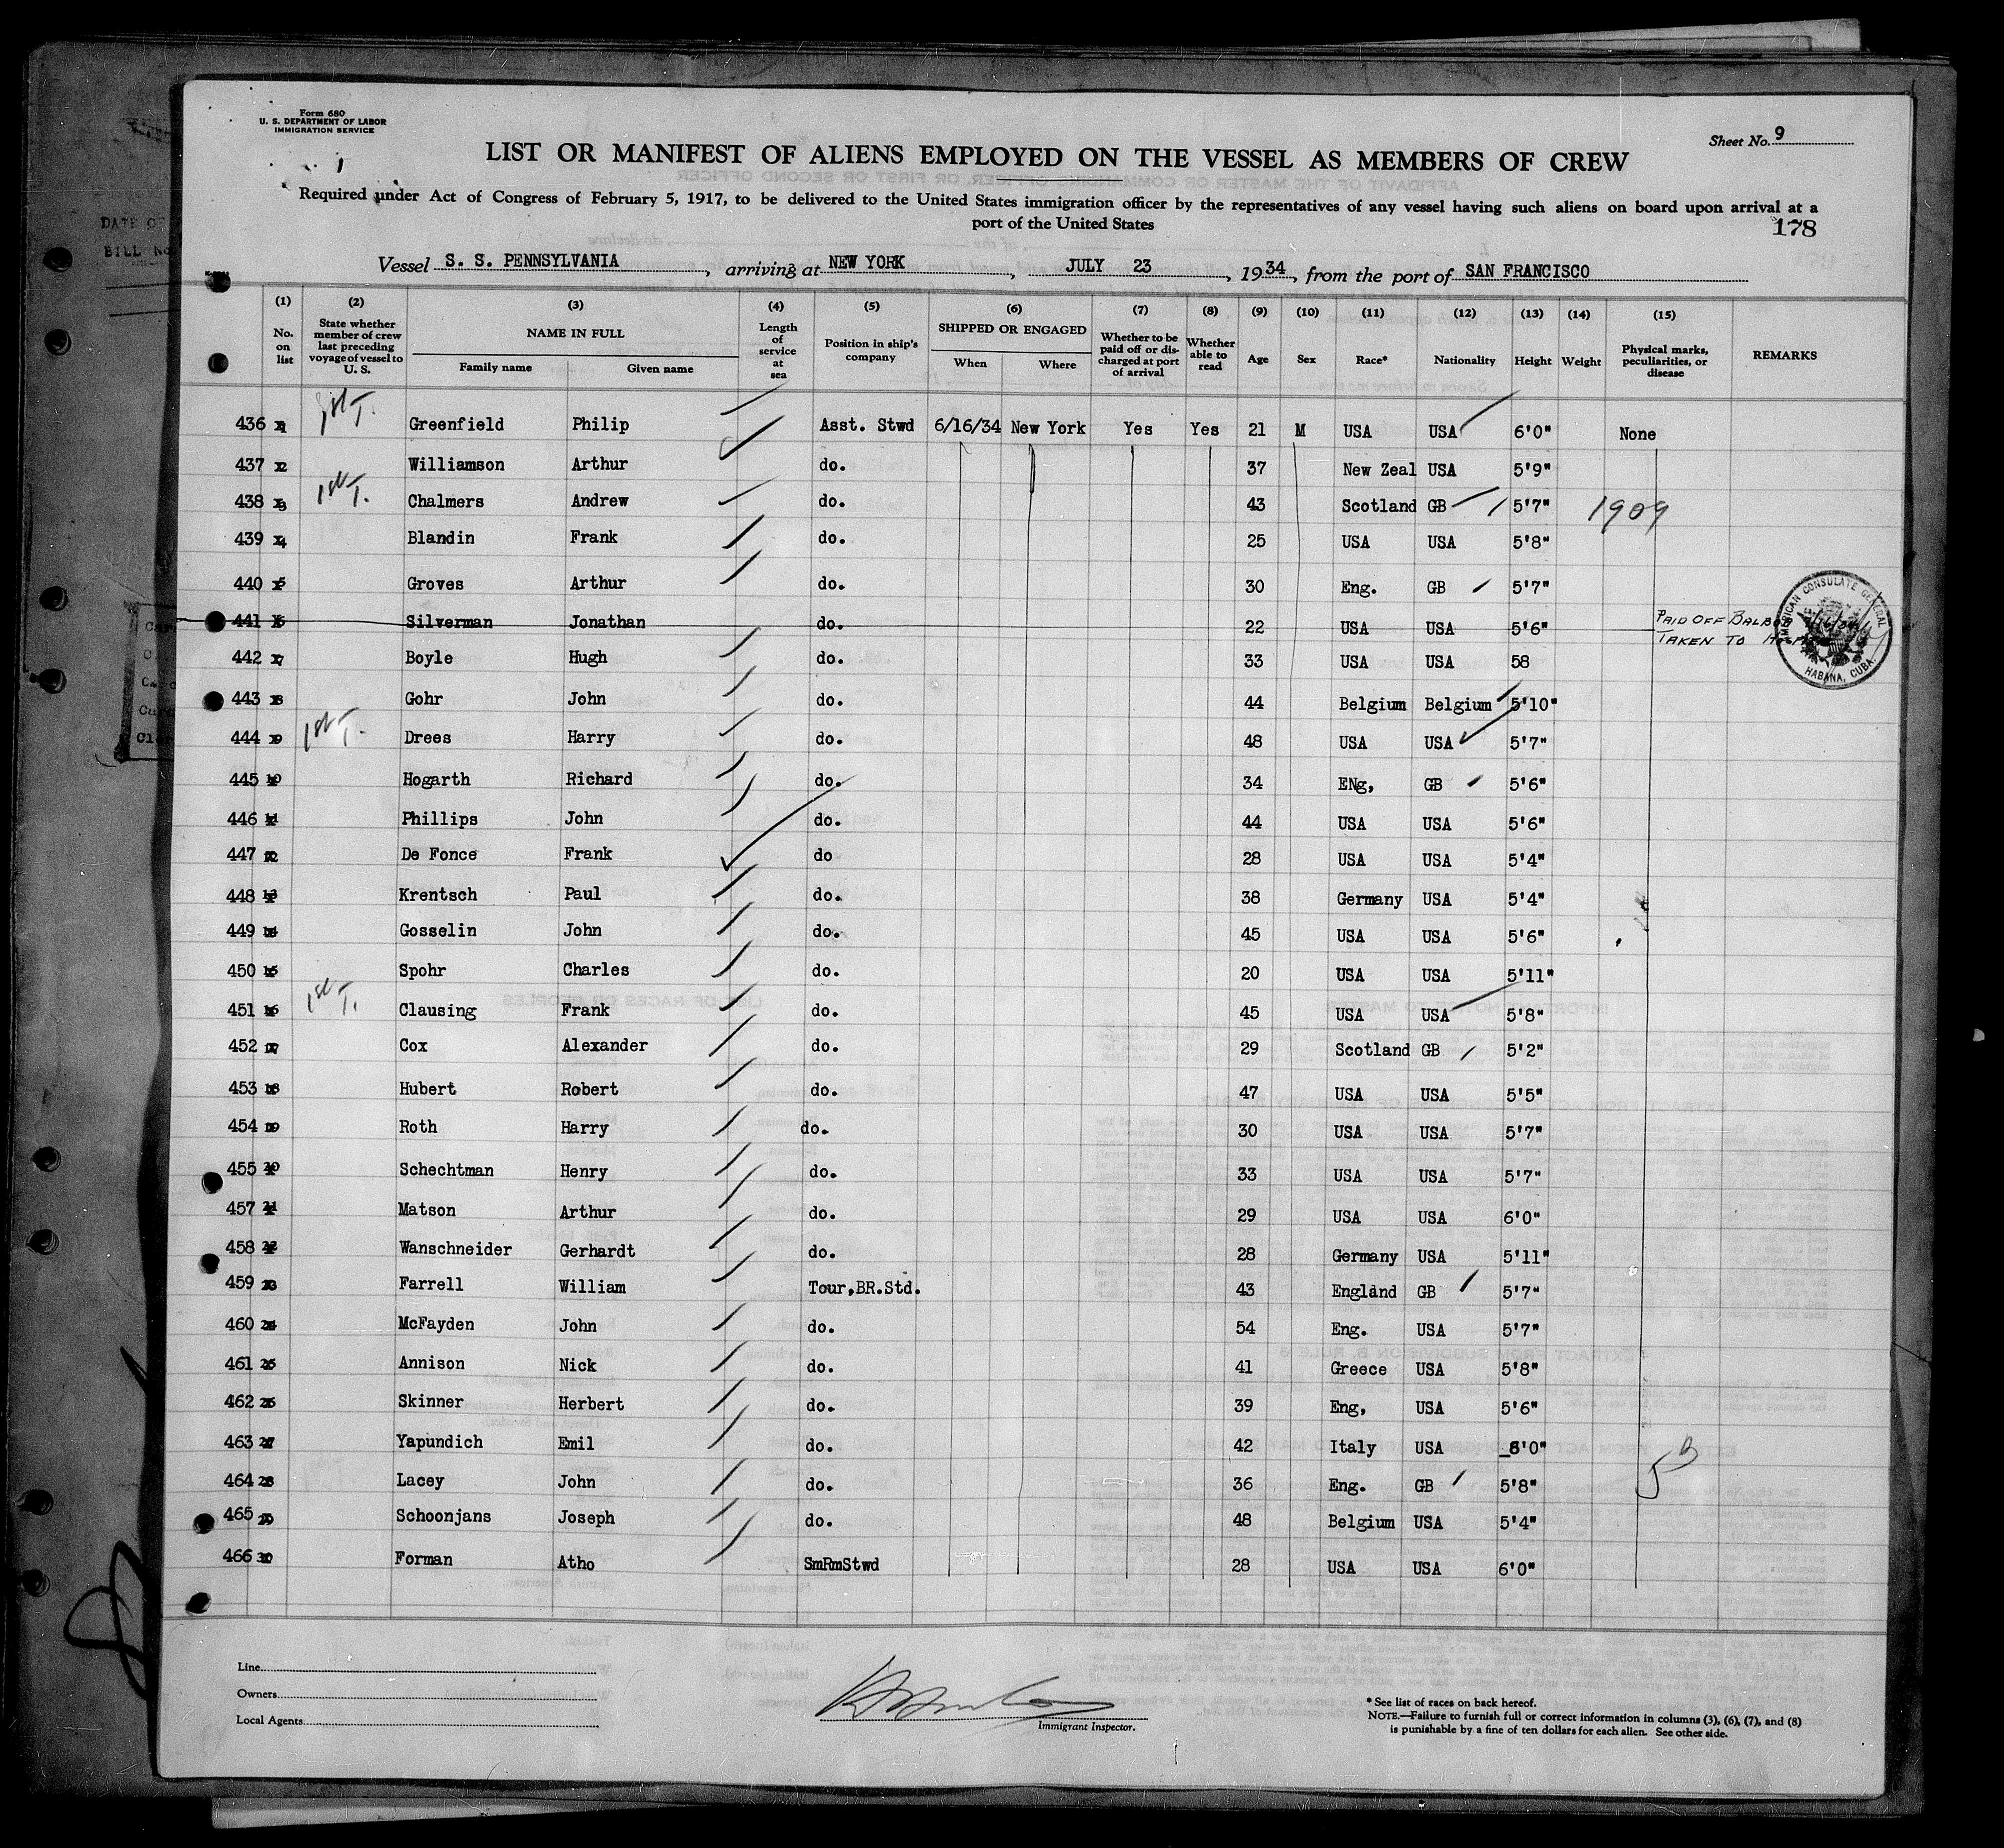 Form 680
U. S. DEPARTMENT OF LABOR
IMMIGRATION SERVICE
Sheet No. 9
LIST OR MANIFEST OF ALIENS EMPLOYED ON THE VESSEL AS MEMBERS OF CREW
Required under Act of Congress of February 5, 1917, to be delivered to the United States immigration officer by the representatives of any vessel having such aliens on board upon arrival at a
port of the United States
178
Vessel S. S. PENNSYLVANIA, arriving at NEW YORK, JULY 23, 1934, from the port of SAN FRANCISCO
(1) No. on list (2) State whether member of crew last preceding voyage of vessel to U. S. (3) NAME IN FULL Family name Given name (4) Length of service at sea (5) Position in ship's company (6) SHIPPED OR ENGAGED When Where (7) Whether to be paid off or discharged at port of arrival (8) Whether able to read (9) Age (10) Sex (11) Race* (12) Nationality (13) Height (14) Weight (15) Physical marks, peculiarities, or disease REMARKS
436 1st T. Greenfield Philip Asst. Stwd 6/16/34 New York Yes Yes 21 M USA USA 6'0" None
437 Williamson Arthur do. 37 New Zeal USA 5'9"
438 1st T. Chalmers Andrew do. 43 Scotland GB 5'7" 1909
439 Blandin Frank do. 25 USA USA 5'8"
440 Groves Arthur do. 30 Eng. GB 5'7"
441 Silverman Jonathan do. 22 USA USA 5'6" PAID OFF BALBOA TAKEN TO
AMERICAN CONSULATE GENERAL HABANA, CUBA
442 Boyle Hugh do. 33 USA USA 58
443 Gohr John do. 44 Belgium Belgium 5'10"
444 1st T. Drees Harry do. 48 USA USA 5'7"
445 10 Hogarth Richard do. 34 ENg, GB 5'6"
446 11 Phillips John do. 44 USA USA 5'6"
447 12 De Fonce Frank do 28 USA USA 5'4"
448 13 Krentsch Paul do. 38 Germany USA 5'4"
449 14 Gosselin John do. 45 USA USA 5'6"
450 15 Spohr Charles do. 20 USA USA 5'11"
451 16 1st T. Clausing Frank do. 45 USA USA 5'8"
452 17 Cox Alexander do. 29 Scotland GB 5'2"
453 18 Hubert Robert do. 47 USA USA 5'5"
454 19 Roth Harry do. 30 USA USA 5'7"
455 20 Schechtman Henry do. 33 USA USA 5'7"
457 21 Matson Arthur do. 29 USA USA 6'0"
458 22 Wanschneider Gerhardt do. 28 Germany USA 5'11"
459 23 Farrell William Tour,BR.Std. 43 England GB 5'7"
460 24 McFayden John do. 54 Eng. USA 5'7"
461 25 Annison Nick do. 41 Greece USA 5'8"
462 26 Skinner Herbert do. 39 Eng, USA 5'6"
463 27 Yapundich Emil do. 42 Italy USA 6'0" 5 B
464 28 Lacey John do. 36 Eng. GB 5'8"
465 29 Schoonjans Joseph do. 48 Belgium USA 5'4"
466 30 Forman Atho SmRmStwd 28 USA USA 6'0"
Line
Owners
Local Agents
Immigrant Inspector.
* See list of races on back hereof.
NOTE.—Failure to furnish full or correct information in columns (3), (6), (7), and (8)
is punishable by a fine of ten dollars for each alien. See other side.